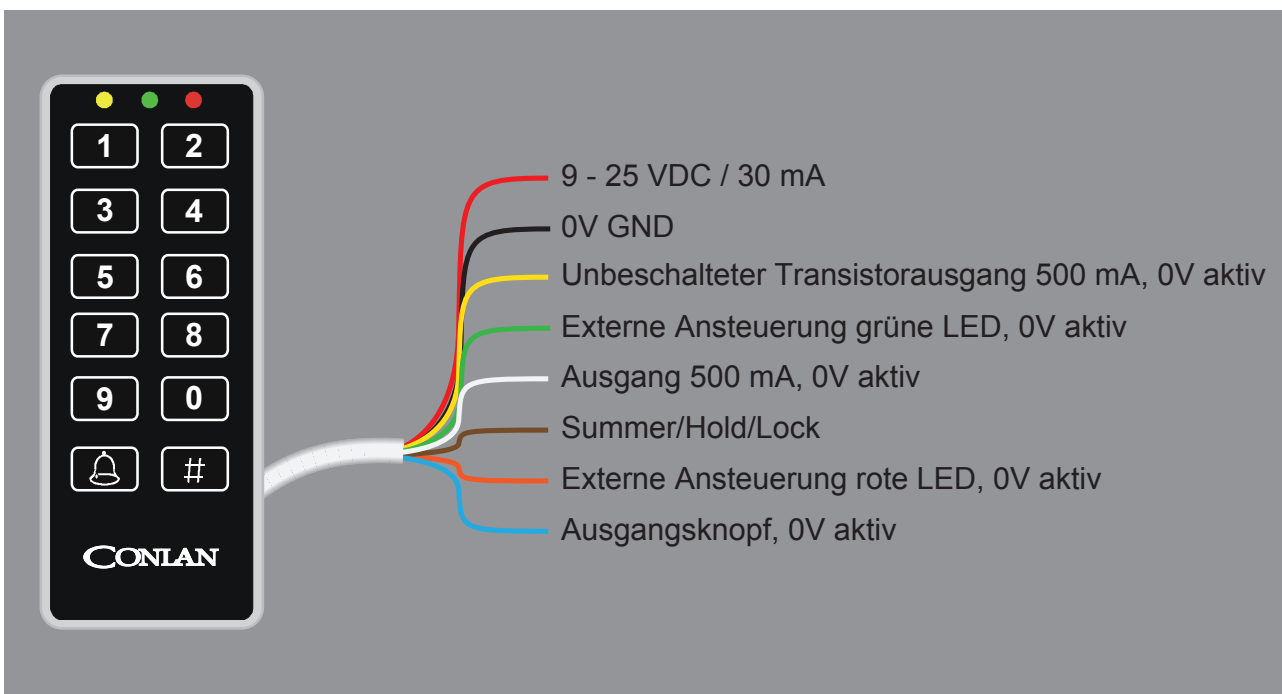 1 2
3 4
5 6
7 8
9 0
#
CONLAN
9 - 25 VDC / 30 mA
0V GND
Unbeschalteter Transistorausgang 500 mA, 0V aktiv
Externe Ansteuerung grüne LED, 0V aktiv
Ausgang 500 mA, 0V aktiv
Summer/Hold/Lock
Externe Ansteuerung rote LED, 0V aktiv
Ausgangsknopf, 0V aktiv